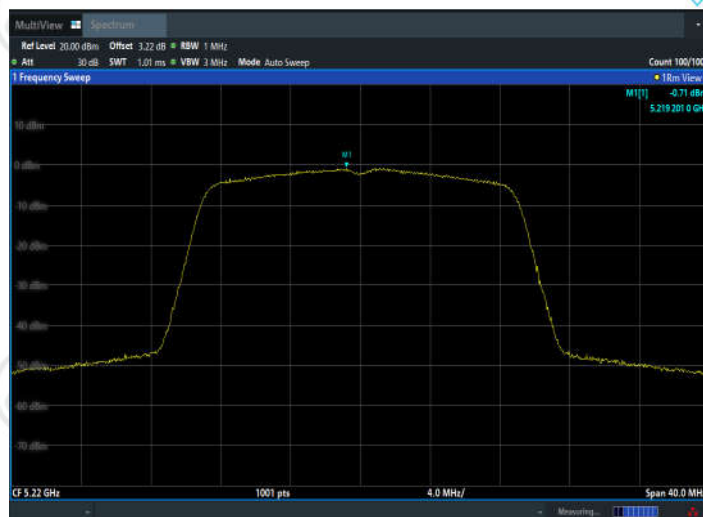 MultiView Spectrum
Ref Level 20.00 dBm Offset 3.22 dB RBW 1 MHz
Att 30 dB SWT 1.01 ms VBW 3 MHz Mode Auto Sweep Count 100/100
1 Frequency Sweep 1Rm View
M1[1] -0.71 dBm
5.219 201 0 GH
10 dBm
0 dBm
M1
-10 dBm
-20 dBm
-30 dBm
-40 dBm
-50 dBm
-60 dBm
-70 dBm
CF 5.22 GHz 1001 pts 4.0 MHz/ Span 40.0 MH
Measuring...